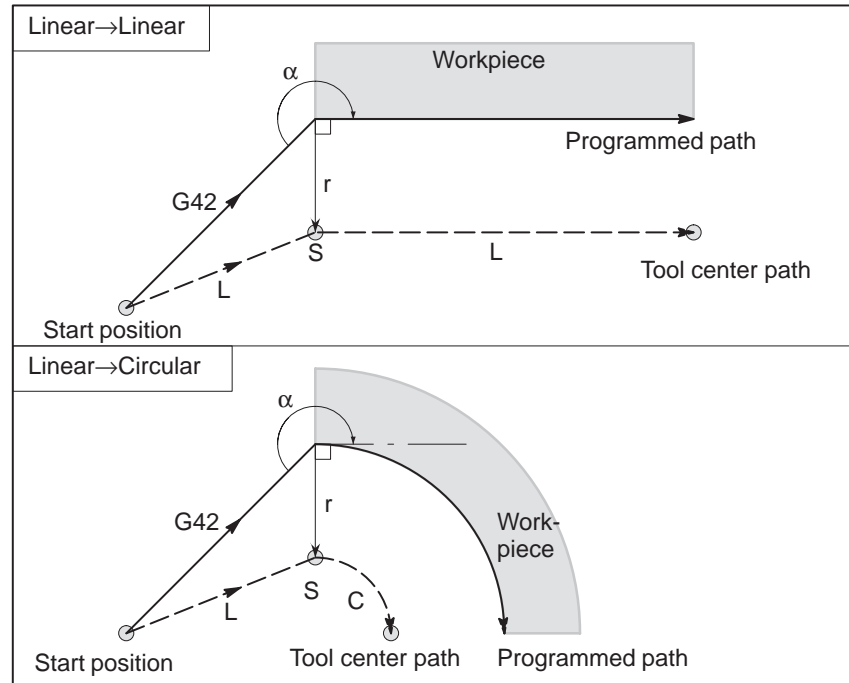 Linear→Linear
Workpiece
α
Programmed path
G42
r
S
L
L
Tool center path
Start position
Linear→Circular
α
G42
r
Work-
piece
L
S
C
Start position
Tool center path
Programmed path